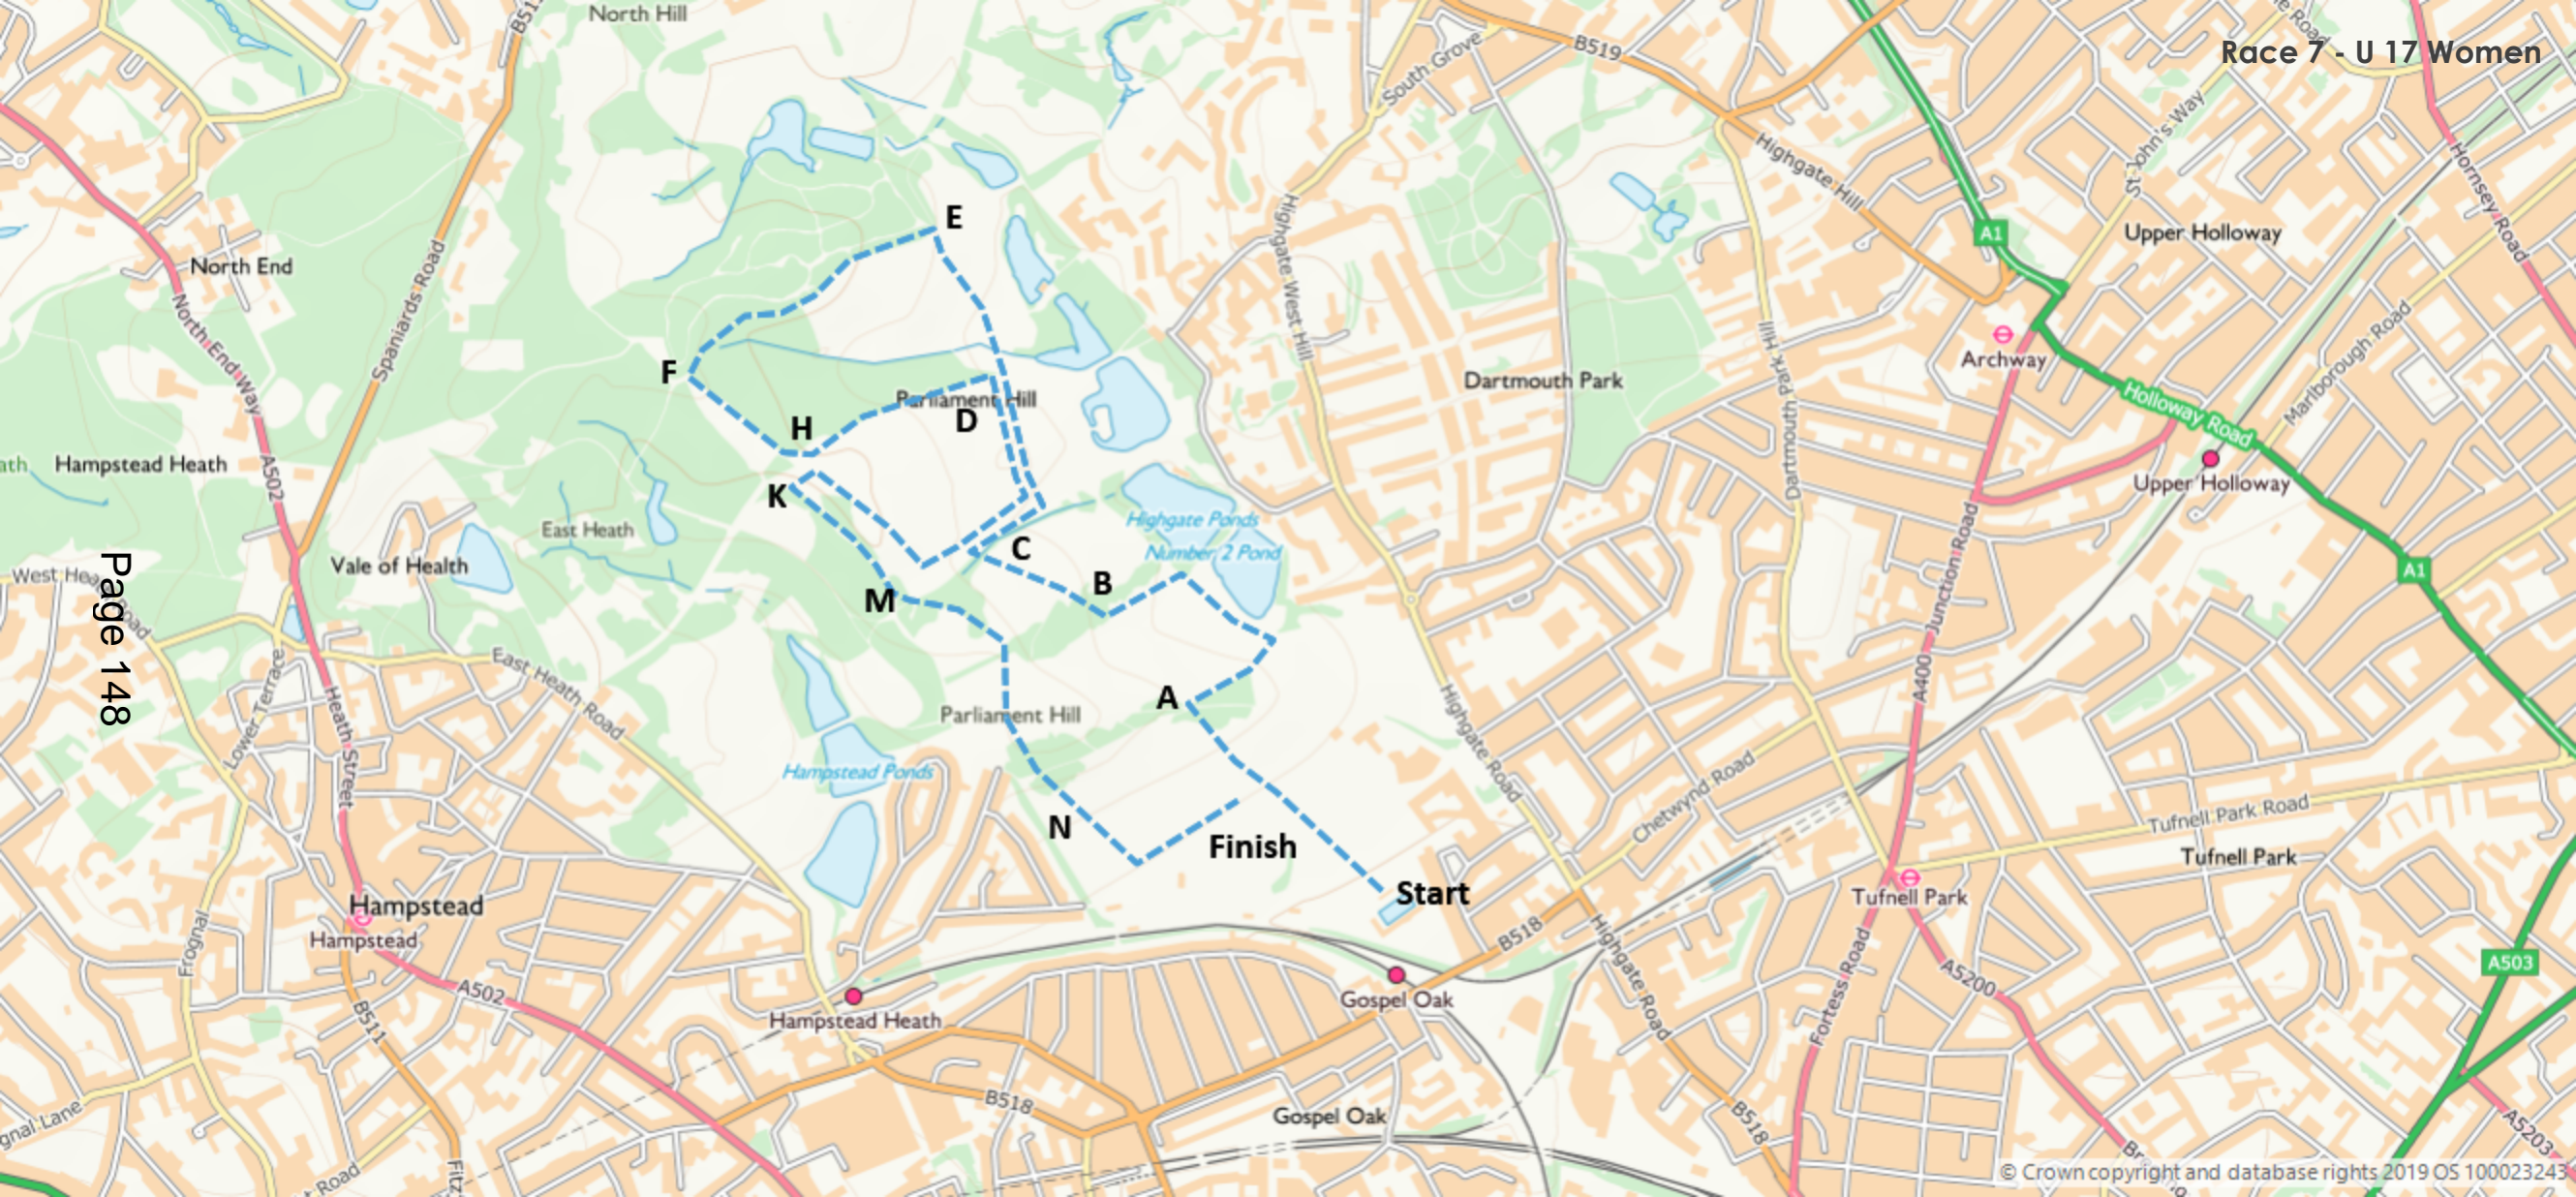 North Hill
B519
South Grove
Race 7 - U 17 Women
St John's Way
Hornsey Road
Highgate Hill
E
A1
Upper Holloway
North End
Highgate West Hill
Spaniards Road
North End Way
Archway
F
Dartmouth Park
Dartmouth Park Hill
Marlborough Road
Parliament Hill
Holloway Road
D
H
Hampstead Heath
A502
K
Upper Holloway
Highgate Ponds
Number 2 Pond
East Heath
C
Junction Road
Vale of Health
A1
B
M
Page 148
East Heath Road
Lower Terrace
Heath Street
A
A400
Highgate Road
Parliament Hill
Hampstead Ponds
Chetwynd Road
Tufnell Park Road
N
Finish
Tufnell Park
Start
Tufnell Park
Hampstead
Hampstead
Frognal
B518
Highgate Road
A503
A502
Gospel Oak
A5200
Fortess Road
Hampstead Heath
B511
B518
Gospel Oak
B518
A5203
© Crown copyright and database rights 2019 OS 100023243